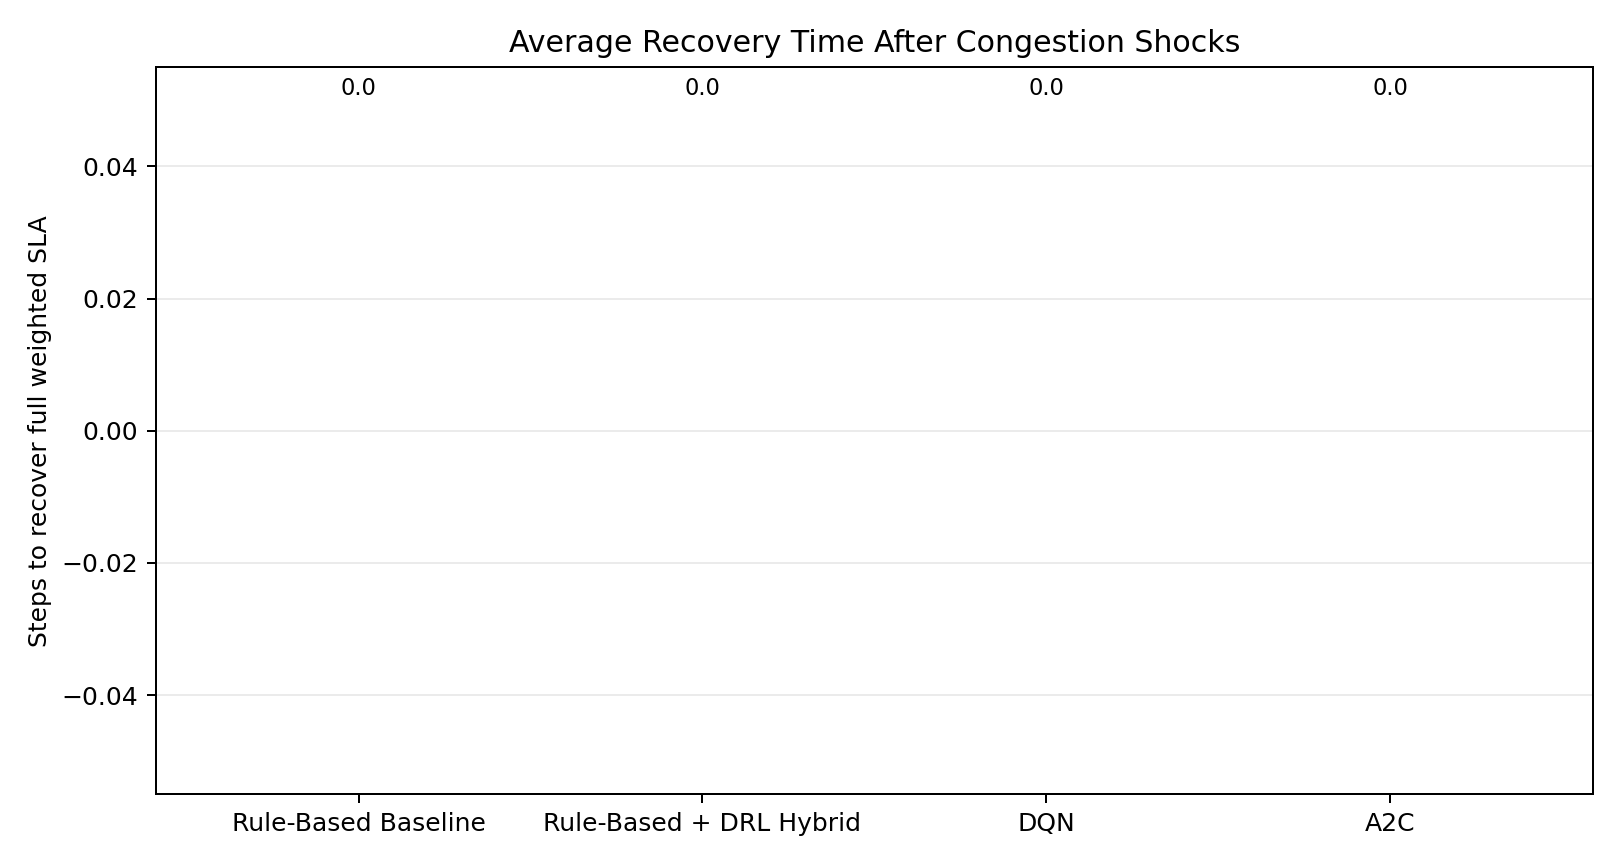 Average Recovery Time After Congestion Shocks
0.0 0.0 0.0 0.0
0.04
0.02
0.00
−0.02
−0.04
Steps to recover full weighted SLA
Rule-Based Baseline Rule-Based + DRL Hybrid DQN A2C